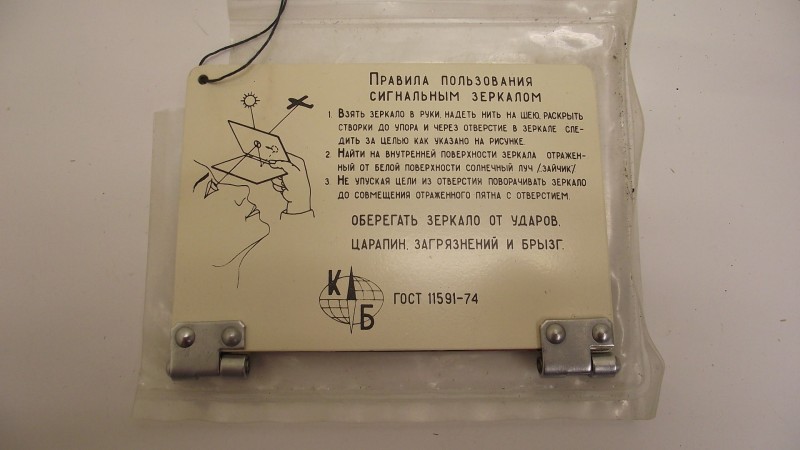 Правила пользования
сигнальным зеркалом
1. Взять зеркало в руки, надеть нить на шею, раскрыть
створки до упора и через отверстие в зеркале сле-
дить за целью как указано на рисунке.
2. Найти на внутренней поверхности зеркала отражен-
ный от белой поверхности солнечный луч /„зайчик/
3. Не упуская цели из отверстия поворачивать зеркало
до совмещения отраженного пятна с отверстием.
Оберегать зеркало от ударов,
царапин, загрязнений и брызг.
К
Б
ГОСТ 11591-74